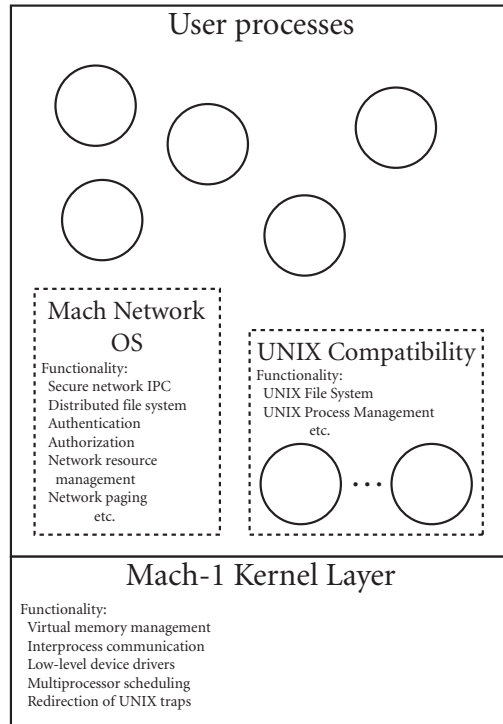 User processes
Mach Network
OS
Functionality:
Secure network IPC
Distributed file system
Authentication
Authorization
Network resource
management
Network paging
etc.
UNIX Compatibility
Functionality:
UNIX File System
UNIX Process Management
etc.
...
Mach-1 Kernel Layer
Functionality:
Virtual memory management
Interprocess communication
Low-level device drivers
Multiprocessor scheduling
Redirection of UNIX traps